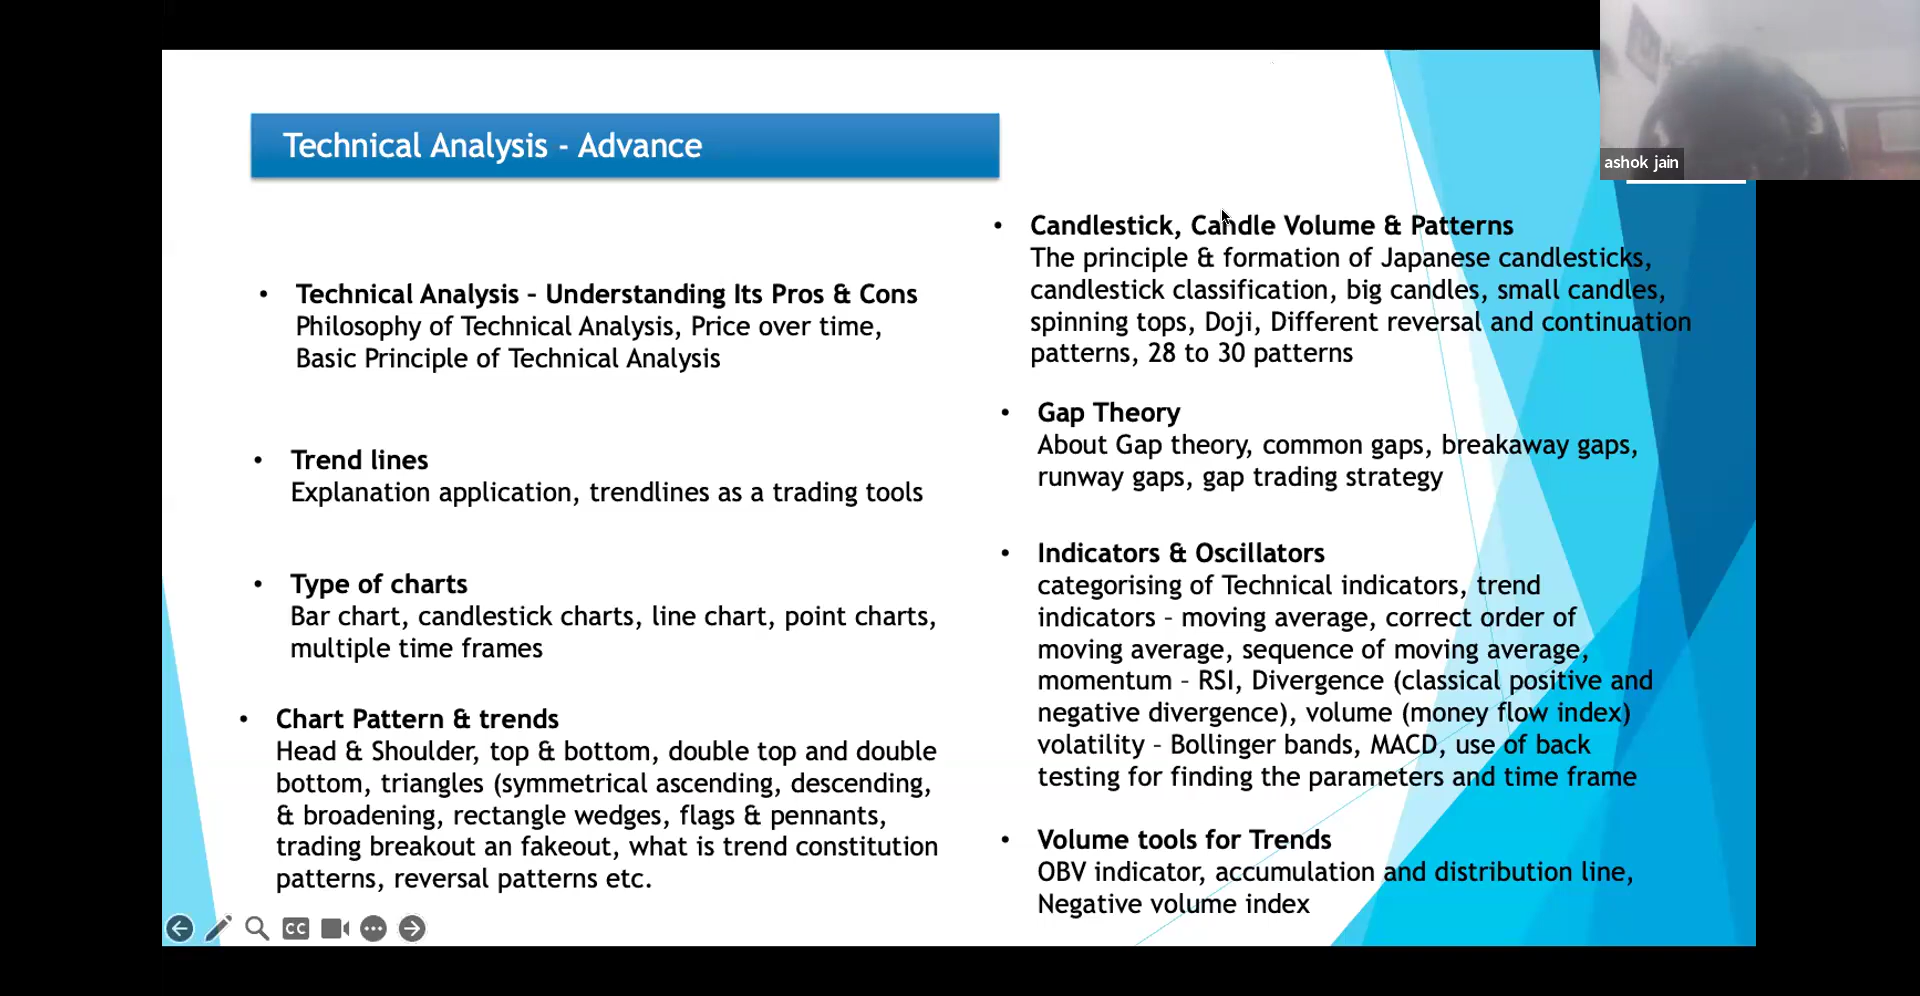 Technical Analysis - Advance
ashok jain
• Technical Analysis – Understanding Its Pros & Cons
Philosophy of Technical Analysis, Price over time,
Basic Principle of Technical Analysis
• Trend lines
Explanation application, trendlines as a trading tools
• Type of charts
Bar chart, candlestick charts, line chart, point charts,
multiple time frames
• Chart Pattern & trends
Head & Shoulder, top & bottom, double top and double
bottom, triangles (symmetrical ascending, descending,
& broadening, rectangle wedges, flags & pennants,
trading breakout an fakeout, what is trend constitution
patterns, reversal patterns etc.
• Candlestick, Candle Volume & Patterns
The principle & formation of Japanese candlesticks,
candlestick classification, big candles, small candles,
spinning tops, Doji, Different reversal and continuation
patterns, 28 to 30 patterns
• Gap Theory
About Gap theory, common gaps, breakaway gaps,
runway gaps, gap trading strategy
• Indicators & Oscillators
categorising of Technical indicators, trend
indicators – moving average, correct order of
moving average, sequence of moving average,
momentum – RSI, Divergence (classical positive and
negative divergence), volume (money flow index)
volatility – Bollinger bands, MACD, use of back
testing for finding the parameters and time frame
• Volume tools for Trends
OBV indicator, accumulation and distribution line,
Negative volume index
CC